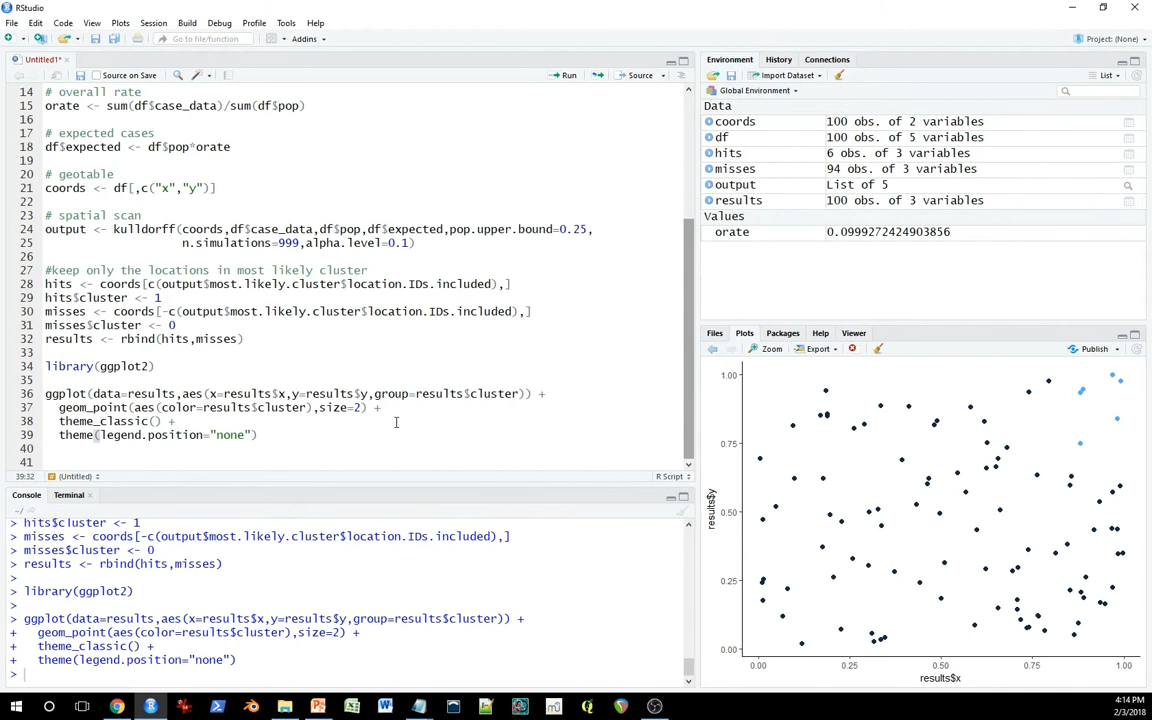 RStudio
File Edit Code View Plots Session Build Debug Profile Tools Help
Go to file/function Addins Project: (None)
Untitled1*
Source on Save Run Source
14 # overall rate
15 orate <- sum(df$case_data)/sum(df$pop)
16
17 # expected cases
18 df$expected <- df$pop*orate
19
20 # geotable
21 coords <- df[,c("x","y")]
22
23 # spatial scan
24 output <- kulldorff(coords,df$case_data,df$pop,df$expected,pop.upper.bound=0.25,
25 n.simulations=999,alpha.level=0.1)
26
27 #keep only the locations in most likely cluster
28 hits <- coords[c(output$most.likely.cluster$location.IDs.included),]
29 hits$cluster <- 1
30 misses <- coords[-c(output$most.likely.cluster$location.IDs.included),]
31 misses$cluster <- 0
32 results <- rbind(hits,misses)
33
34 library(ggplot2)
35
36 ggplot(data=results,aes(x=results$x,y=results$y,group=results$cluster)) +
37 geom_point(aes(color=results$cluster),size=2) +
38 theme_classic() +
39 theme(legend.position="none")
40
41
39:32 (Untitled) R Script
Console Terminal
~/
> hits$cluster <- 1
> misses <- coords[-c(output$most.likely.cluster$location.IDs.included),]
> misses$cluster <- 0
> results <- rbind(hits,misses)
>
> library(ggplot2)
>
> ggplot(data=results,aes(x=results$x,y=results$y,group=results$cluster)) +
+ geom_point(aes(color=results$cluster),size=2) +
+ theme_classic() +
+ theme(legend.position="none")
>
Environment History Connections
Import Dataset List
Global Environment
Data
coords 100 obs. of 2 variables
df 100 obs. of 5 variables
hits 6 obs. of 3 variables
misses 94 obs. of 3 variables
output List of 5
results 100 obs. of 3 variables
Values
orate 0.0999272424903856
Files Plots Packages Help Viewer
Zoom Export Publish
1.00
0.75
0.50
0.25
0.00
results$y
0.00 0.25 0.50 0.75 1.00
results$x
4:14 PM
2/3/2018